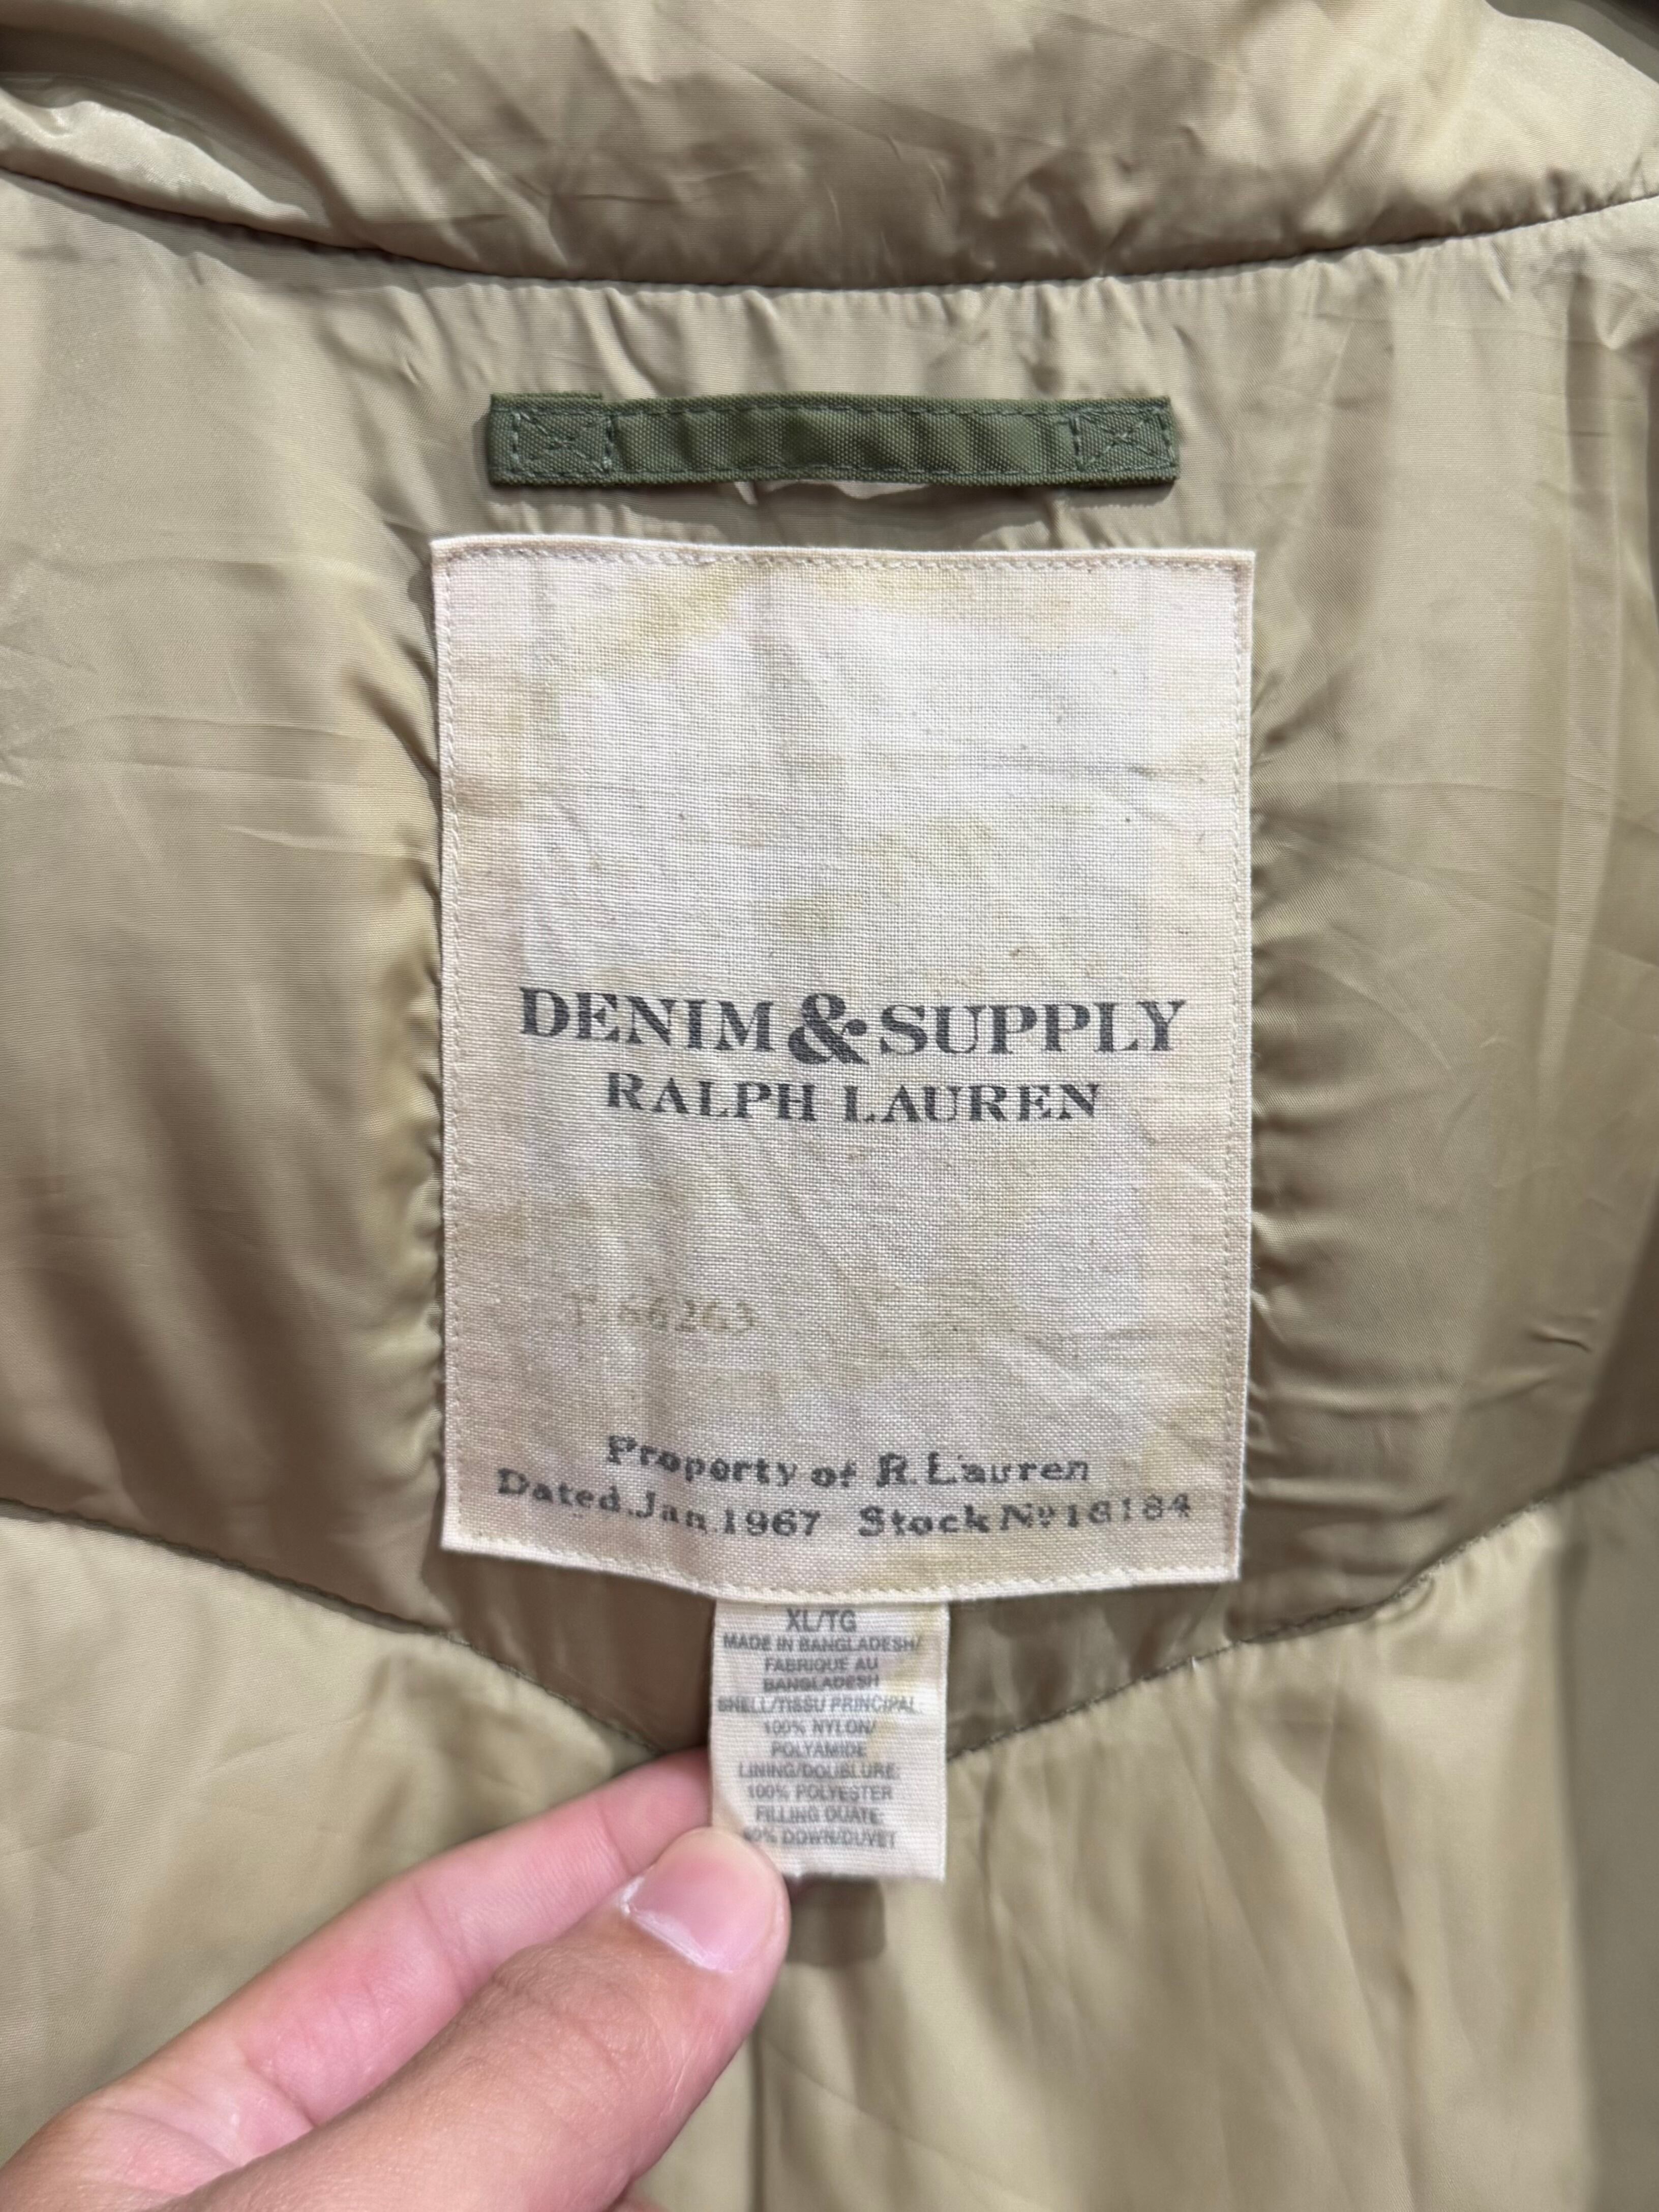 DENIM & SUPPLY
RALPH LAUREN
66263
Property of R. Lauren
Dated. Jan. 1967 Stock No 16184
XL/TG
MADE IN BANGLADESH/
FABRIQUE AU
BANGLADESH
SHELL/TISSU PRINCIPAL
100% NYLON/
POLYAMIDE
LINING/DOUBLURE:
100% POLYESTER
FILLING OUATE:
DOWN/DUVET